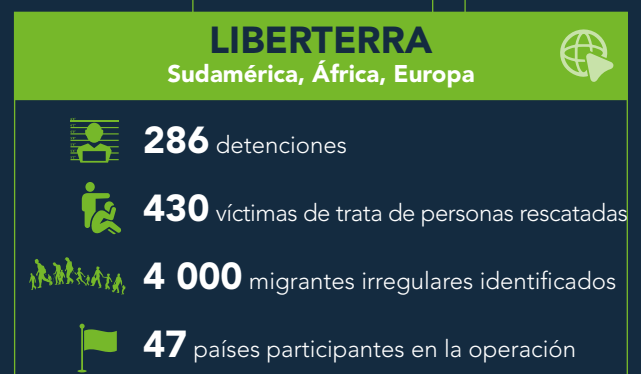 LIBERTERRA
Sudamérica, África, Europa
286 detenciones
430 víctimas de trata de personas rescatadas
4 000 migrantes irregulares identificados
47 países participantes en la operación